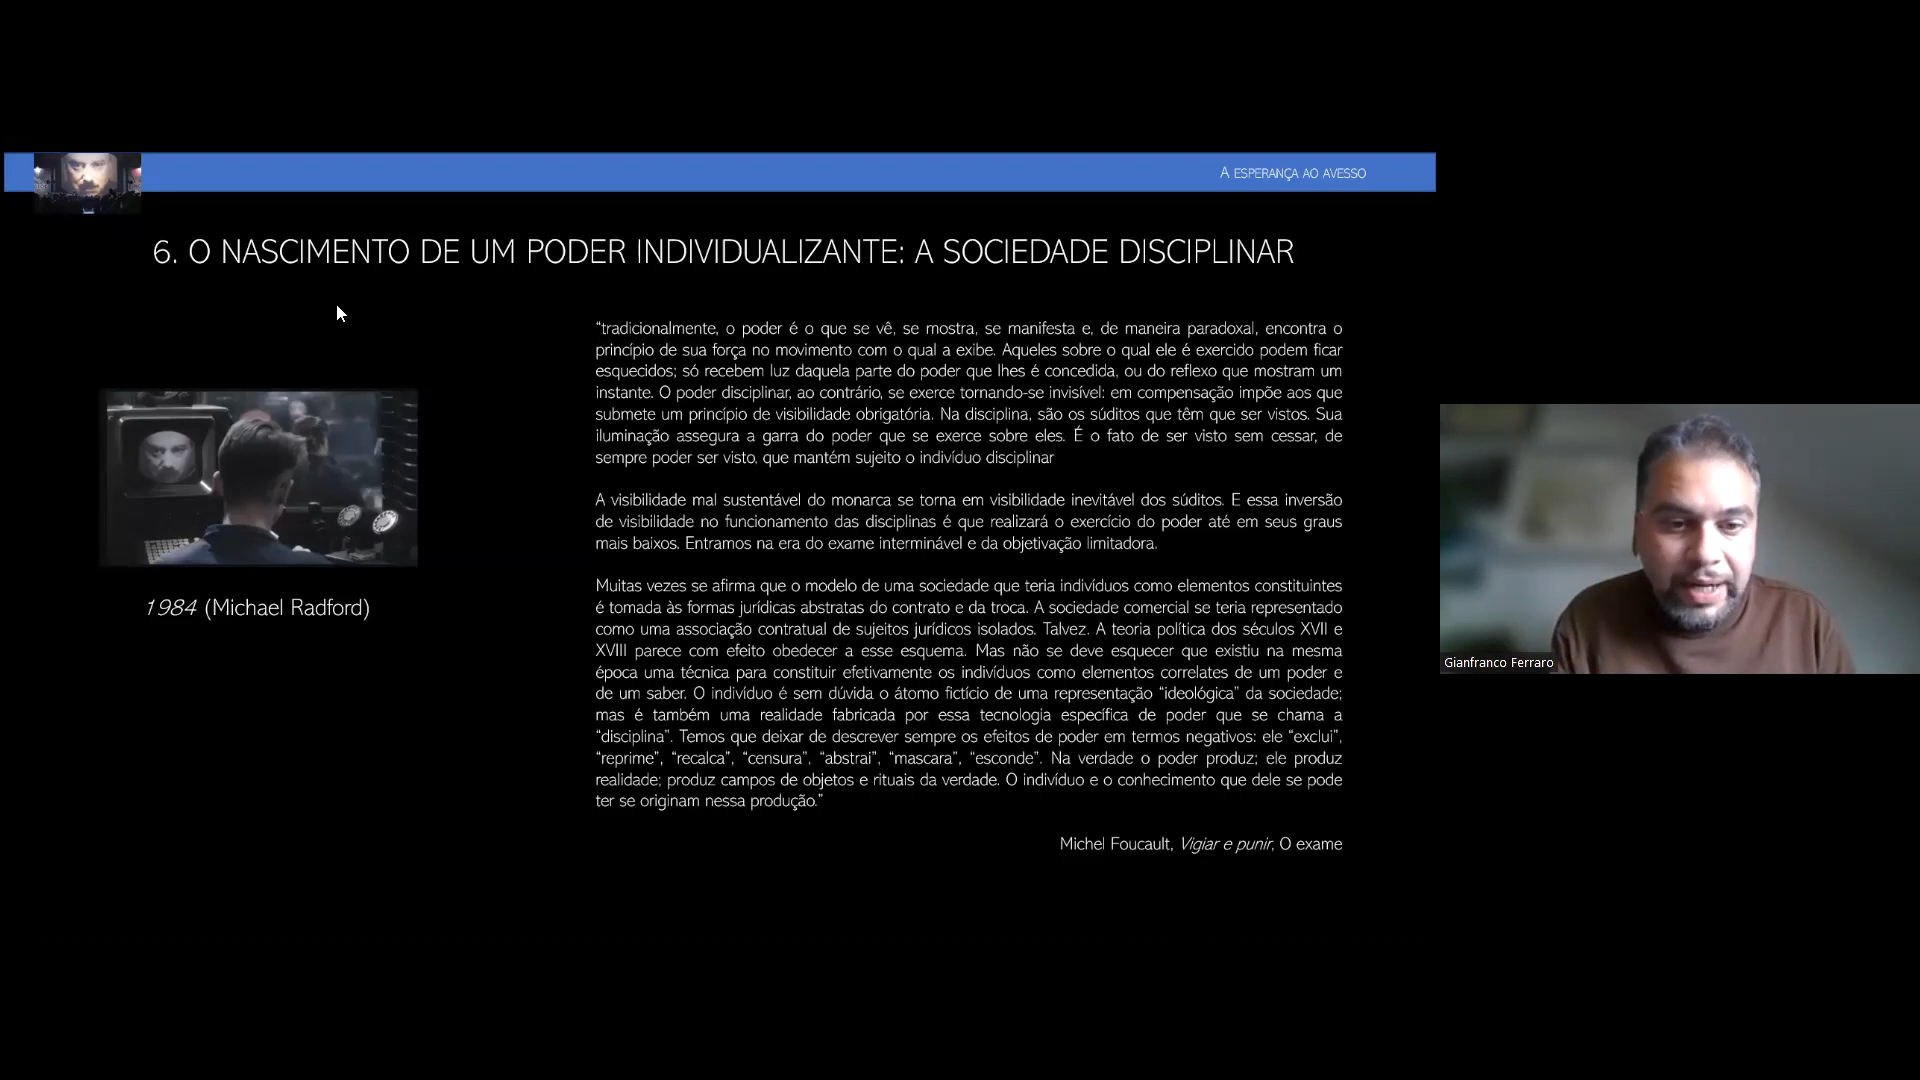 A ESPERANÇA AO AVESSO
6. O NASCIMENTO DE UM PODER INDIVIDUALIZANTE: A SOCIEDADE DISCIPLINAR
“tradicionalmente, o poder é o que se vê, se mostra, se manifesta e, de maneira paradoxal, encontra o
princípio de sua força no movimento com o qual a exibe. Aqueles sobre o qual ele é exercido podem ficar
esquecidos; só recebem luz daquela parte do poder que lhes é concedida, ou do reflexo que mostram um
instante. O poder disciplinar, ao contrário, se exerce tornando-se invisível: em compensação impõe aos que
submete um princípio de visibilidade obrigatória. Na disciplina, são os súditos que têm que ser vistos. Sua
iluminação assegura a garra do poder que se exerce sobre eles. É o fato de ser visto sem cessar, de
sempre poder ser visto, que mantém sujeito o indivíduo disciplinar
A visibilidade mal sustentável do monarca se torna em visibilidade inevitável dos súditos. E essa inversão
de visibilidade no funcionamento das disciplinas é que realizará o exercício do poder até em seus graus
mais baixos. Entramos na era do exame interminável e da objetivação limitadora.
Muitas vezes se afirma que o modelo de uma sociedade que teria indivíduos como elementos constituintes
é tomada às formas jurídicas abstratas do contrato e da troca. A sociedade comercial se teria representado
como uma associação contratual de sujeitos jurídicos isolados. Talvez. A teoria política dos séculos XVII e
XVIII parece com efeito obedecer a esse esquema. Mas não se deve esquecer que existiu na mesma
época uma técnica para constituir efetivamente os indivíduos como elementos correlates de um poder e
de um saber. O indivíduo é sem dúvida o átomo fictício de uma representação “ideológica” da sociedade;
mas é também uma realidade fabricada por essa tecnologia específica de poder que se chama a
“disciplina”. Temos que deixar de descrever sempre os efeitos de poder em termos negativos: ele “exclui”,
“reprime”, “recalca”, “censura”, “abstrai”, “mascara”, “esconde”. Na verdade o poder produz; ele produz
realidade; produz campos de objetos e rituais da verdade. O indivíduo e o conhecimento que dele se pode
ter se originam nessa produção.”
Michel Foucault, Vigiar e punir, O exame
1984 (Michael Radford)
Gianfranco Ferraro